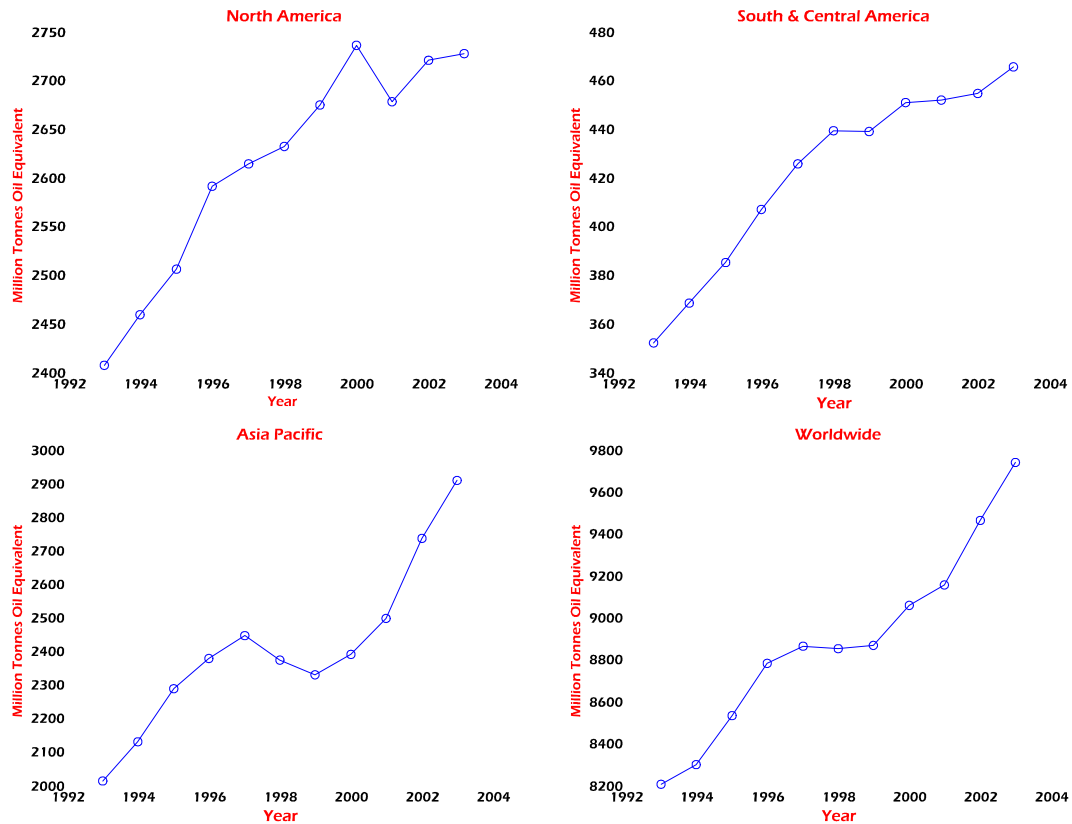 North America
Million Tonnes Oil Equivalent
2750
2700
2650
2600
2550
2500
2450
2400
1992 1994 1996 1998 2000 2002 2004
Year
South & Central America
Million Tonnes Oil Equivalent
480
460
440
420
400
380
360
340
1992 1994 1996 1998 2000 2002 2004
Year
Asia Pacific
Million Tonnes Oil Equivalent
3000
2900
2800
2700
2600
2500
2400
2300
2200
2100
2000
1992 1994 1996 1998 2000 2002 2004
Year
Worldwide
Million Tonnes Oil Equivalent
9800
9600
9400
9200
9000
8800
8600
8400
8200
1992 1994 1996 1998 2000 2002 2004
Year